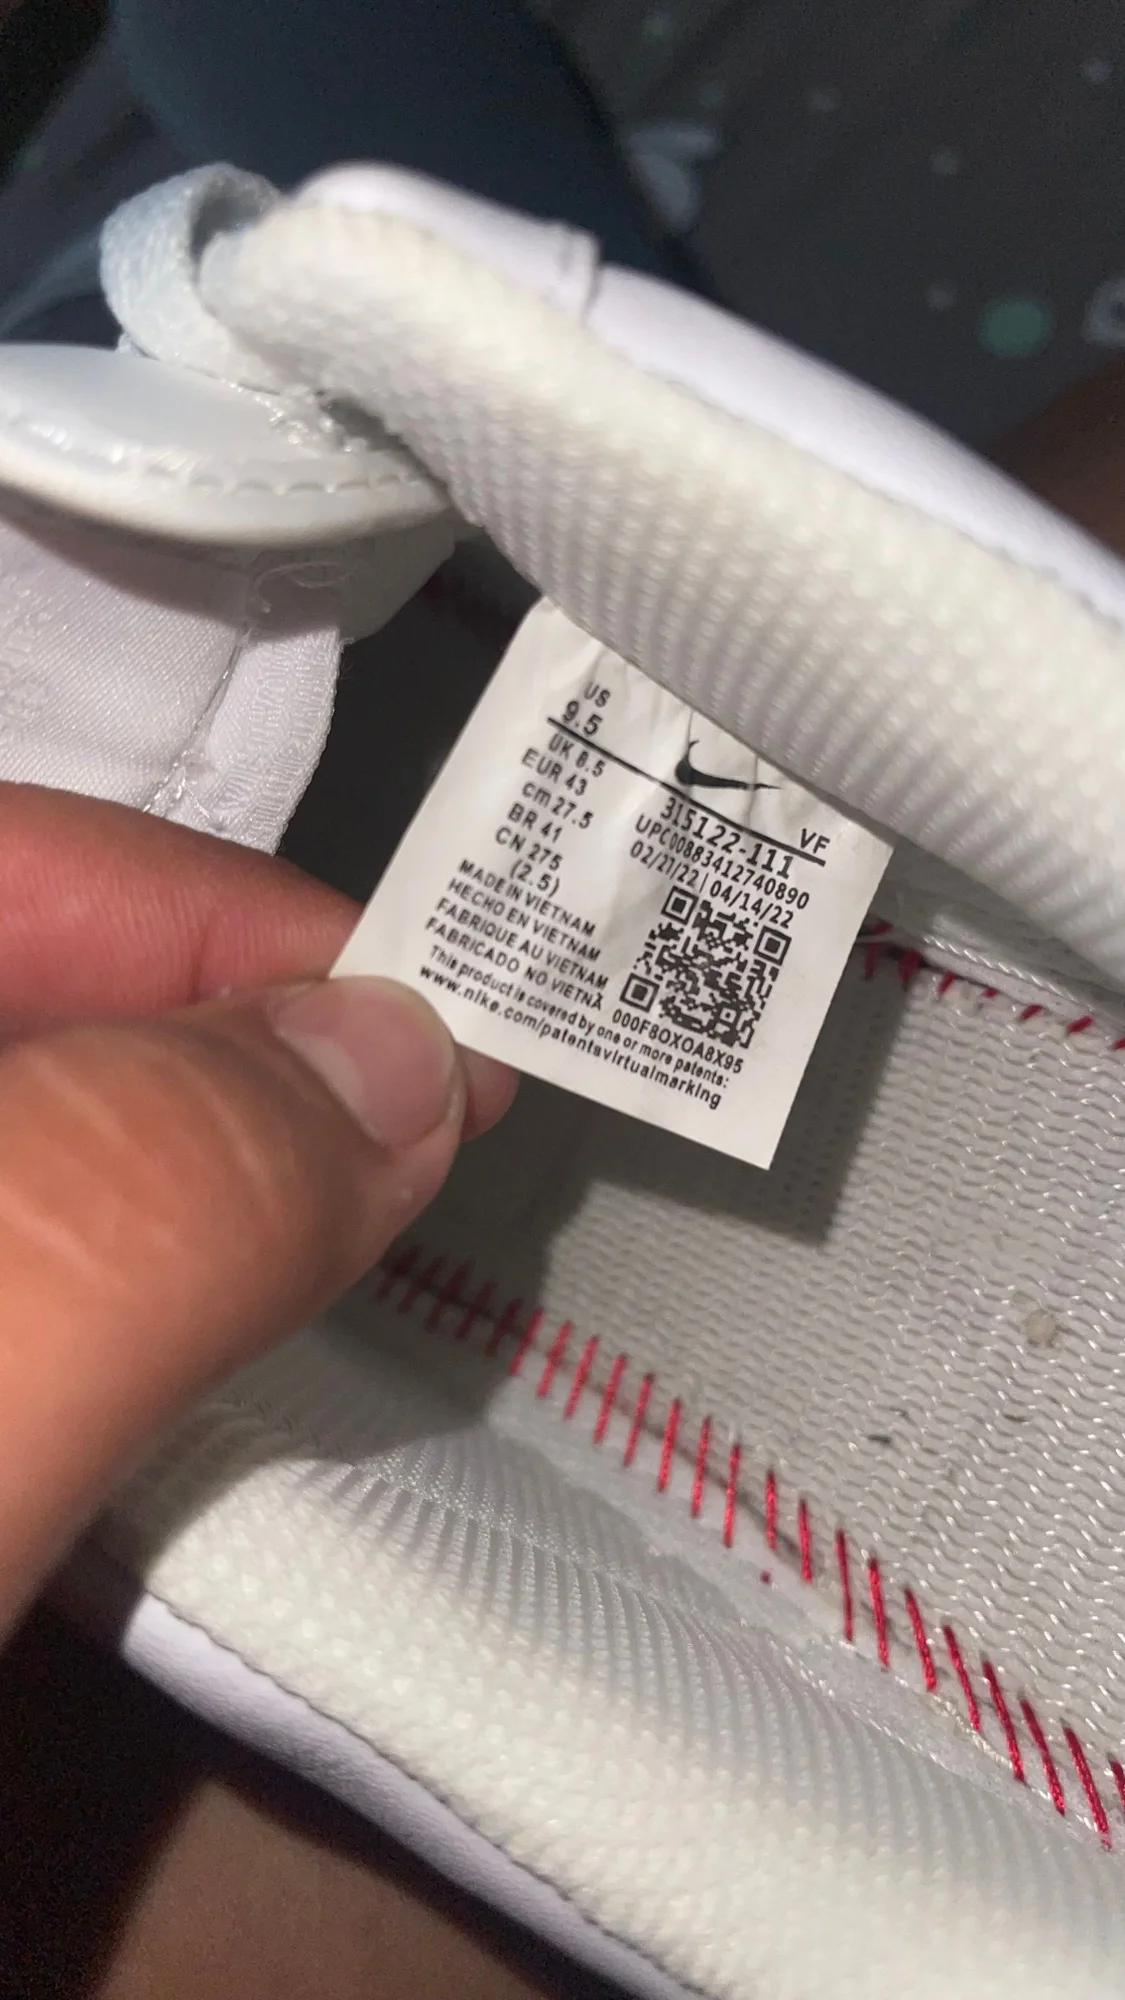 US
9.5
VF
UK 8.5
EUR 43
cm 27.5
BR 41
CN 275
(2.5)
315122-111
UPC00883412740890
02/21/22 | 04/14/22
MADE IN VIETNAM
HECHO EN VIETNAM
FABRIQUE AU VIETNAM
FABRICADO NO VIETNÃ
000F8OXOA8X95
This product is covered by one or more patents:
www.nike.com/patentsvirtualmarking